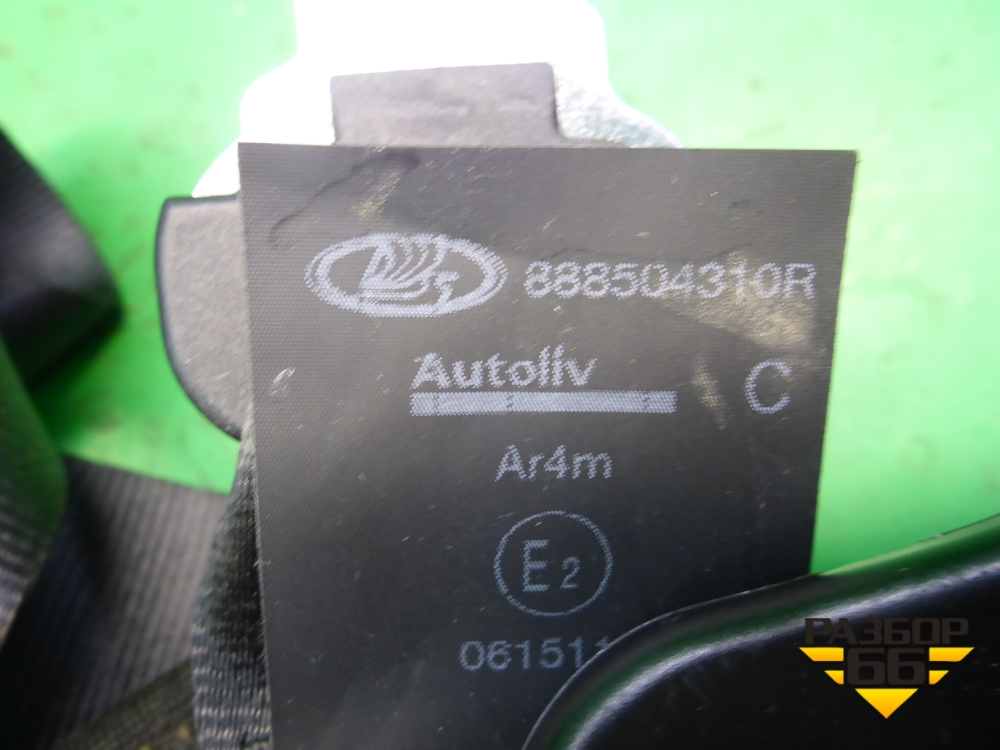 888504310R
Autoliv
C
Ar4m
E2
061511
РАЗБОР
66